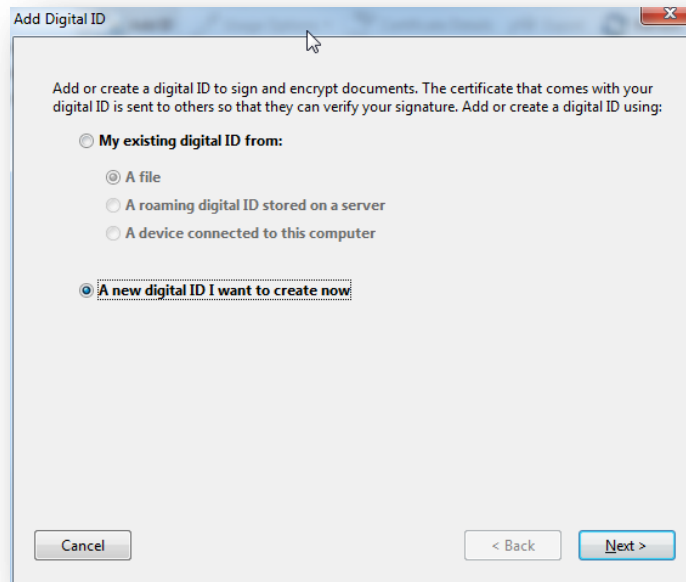 Add Digital ID
Add or create a digital ID to sign and encrypt documents. The certificate that comes with your
digital ID is sent to others so that they can verify your signature. Add or create a digital ID using:
My existing digital ID from:
A file
A roaming digital ID stored on a server
A device connected to this computer
A new digital ID I want to create now
Cancel
< Back
Next >